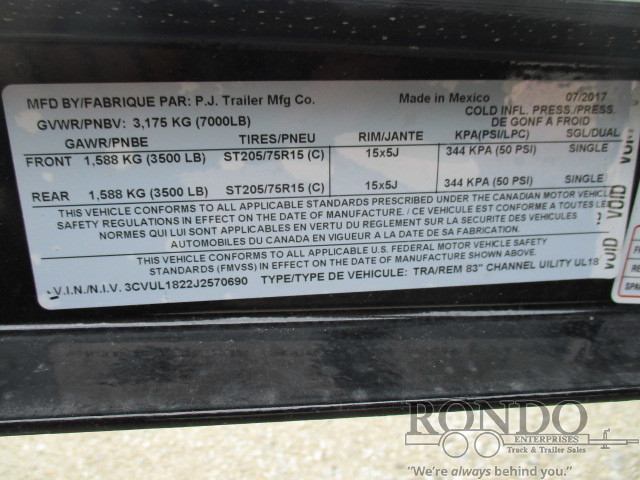 MFD BY/FABRIQUE PAR: P.J. Trailer Mfg Co. Made in Mexico 07/2017
GVWR/PNBV: 3,175 KG (7000LB) COLD INFL. PRESS./PRESS.
DE GONF A FROID
GAWR/PNBE TIRES/PNEU RIM/JANTE KPA(PSI/LPC) SGL/DUAL
FRONT 1,588 KG (3500 LB) ST205/75R15 (C) 15x5J 344 KPA (50 PSI) SINGLE
REAR 1,588 KG (3500 LB) ST205/75R15 (C) 15x5J 344 KPA (50 PSI) SINGLE
THIS VEHICLE CONFORMS TO ALL APPLICABLE STANDARDS PRESCRIBED UNDER THE CANADIAN MOTOR VEHICL
SAFETY REGULATIONS IN EFFECT ON THE DATE OF MANUFACTURE. / CE VEHICULE EST CONFORME A TOUTES LE
NORMES QUI LUI SONT APPLICABLES EN VERTU DU REGLEMENT SUR LA SECURITE DES VEHICULES
AUTOMOBILES DU CANADA EN VIGUEUR A LA DATE DE SA FABRICATION.
THIS VEHICLE CONFORMS TO ALL APPLICABLE U.S. FEDERAL MOTOR VEHICLE SAFETY
STANDARDS (FMVSS) IN EFFECT ON THE DATE OF MANUFACTURE SHOWN ABOVE.
V.I.N./N.I.V. 3CVUL1822J2570690 TYPE/TYPE DE VEHICULE: TRA/REM 83" CHANNEL UILITY UL18
VOID VOID VOID
RE
SPA
RONDO
ENTERPRISES
Truck & Trailer Sales
"We're always behind you."